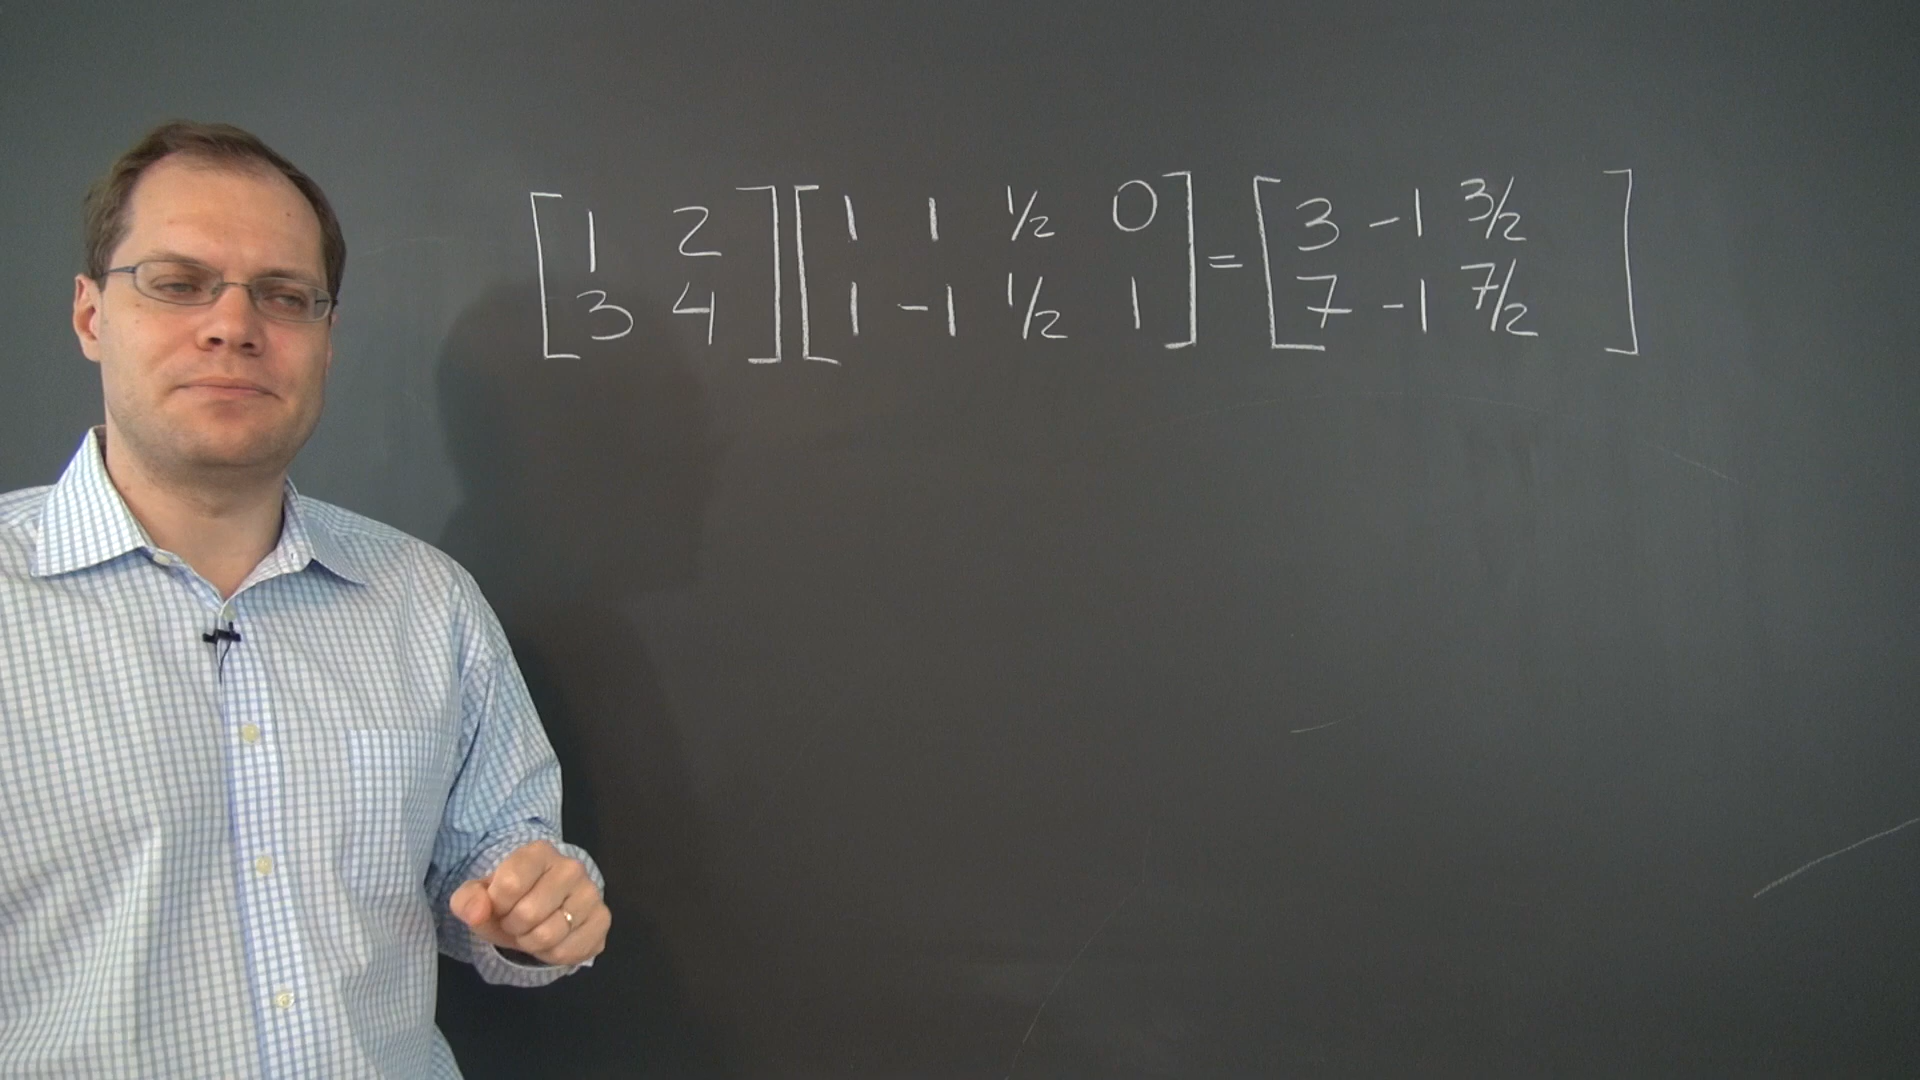 [1 2][1 1 1/2 0]=[3 -1 3/2 ]
[3 4][1 -1 1/2 1] [7 -1 7/2 ]